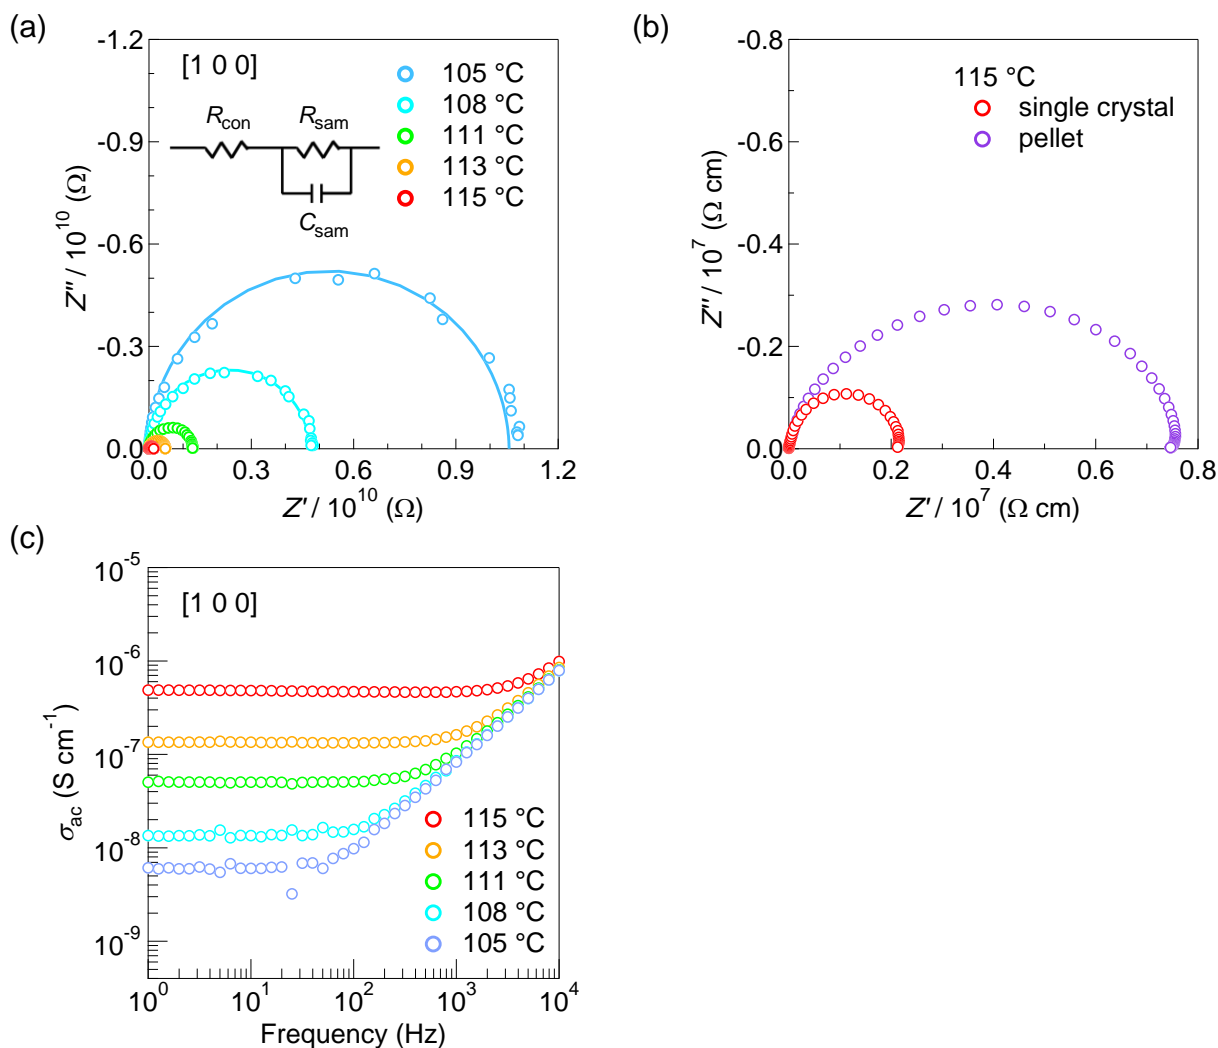 (a)
-1.2
-0.9
-0.6
-0.3
0.0
Z'' / 10^10 (Ω)
[1 0 0]
R_con
R_sam
C_sam
105 °C
108 °C
111 °C
113 °C
115 °C
0.0 0.3 0.6 0.9 1.2
Z' / 10^10 (Ω)
(b)
-0.8
-0.6
-0.4
-0.2
0.0
Z'' / 10^7 (Ω cm)
115 °C
single crystal
pellet
0.0 0.2 0.4 0.6 0.8
Z' / 10^7 (Ω cm)
(c)
10^-5
10^-6
10^-7
10^-8
10^-9
σ_ac (S cm^-1)
[1 0 0]
115 °C
113 °C
111 °C
108 °C
105 °C
10^0 10^1 10^2 10^3 10^4
Frequency (Hz)